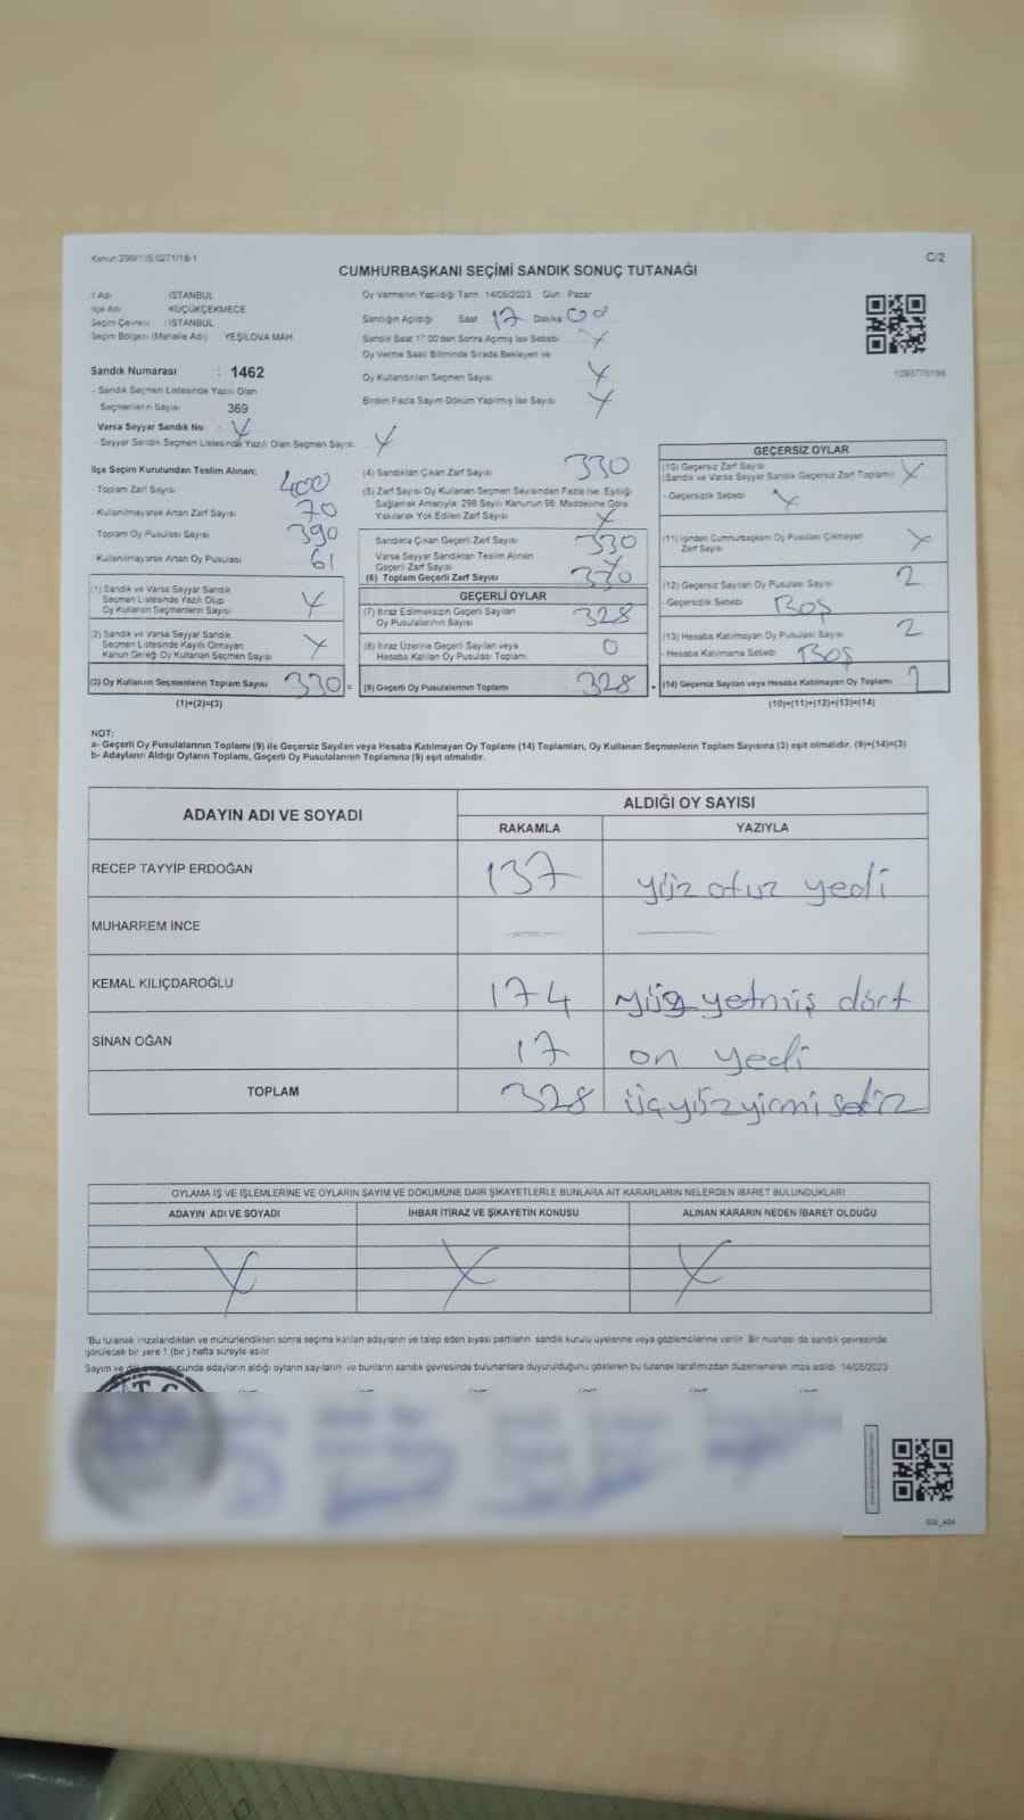 C/2
CUMHURBAŞKANI SEÇİMİ SANDIK SONUÇ TUTANAĞI
İl Adı İSTANBUL
İlçe Adı KÜÇÜKÇEKMECE
Seçim Çevresi : İSTANBUL
Seçim Bölgesi (Mahalle Adı) YEŞİLOVA MAH.
Oy Vermenin Yapıldığı Tarih: 14/05/2023 Gün: Pazar
Sandığın Açıldığı Saat 17 Dakika 00
Sandık Saat 17:00'den Sonra Açılmış İse Sebebi
Oy Verme Saati Bitiminde Sırada Bekleyen ve
Oy Kullandırılan Seçmen Sayısı
Birden Fazla Sayım Döküm Yapılmış İse Sayısı
Sandık Numarası : 1462
- Sandık Seçmen Listesinde Yazılı Olan
Seçmenlerin Sayısı 369
Varsa Seyyar Sandık No
- Seyyar Sandık Seçmen Listesinde Yazılı Olan Seçmen Sayısı
İlçe Seçim Kurulundan Teslim Alınan;
- Toplam Zarf Sayısı 400
- Kullanılmayarak Artan Zarf Sayısı 70
- Toplam Oy Pusulası Sayısı 390
- Kullanılmayarak Artan Oy Pusulası 61
(1) Sandık ve Varsa Seyyar Sandık
Seçmen Listesinde Yazılı Olup
Oy Kullanan Seçmenlerin Sayısı
(2) Sandık ve Varsa Seyyar Sandık
Seçmen Listesinde Kayıtlı Olmayan
Kanun Gereği Oy Kullanan Seçmen Sayısı
(3) Oy Kullanan Seçmenlerin Toplam Sayısı 330 =
(1)+(2)=(3)
(4) Sandıktan Çıkan Zarf Sayısı 330
(5) Zarf Sayısı Oy Kullanan Seçmen Sayısından Fazla İse, Eşitliği
Sağlamak Amacıyla; 298 Sayılı Kanunun 98. Maddesine Göre
Yakılarak Yok Edilen Zarf Sayısı
Sandıkta Çıkan Geçerli Zarf Sayısı 330
Varsa Seyyar Sandıktan Teslim Alınan
Geçerli Zarf Sayısı
(6) Toplam Geçerli Zarf Sayısı 330
GEÇERLİ OYLAR
(7) İtiraz Edilmeksizin Geçerli Sayılan
Oy Pusulalarının Sayısı 328
(8) İtiraz Üzerine Geçerli Sayılan veya
Hesaba Katılan Oy Pusulası Toplamı 0
(9) Geçerli Oy Pusulalarının Toplamı 328 +
GEÇERSİZ OYLAR
(10) Geçersiz Zarf Sayısı
(Sandık ve Varsa Seyyar Sandık Geçersiz Zarf Toplamı)
- Geçersizlik Sebebi
(11) İçinden Cumhurbaşkanı Oy Pusulası Çıkmayan
Zarf Sayısı
(12) Geçersiz Sayılan Oy Pusulası Sayısı 2
- Geçersizlik Sebebi Boş
(13) Hesaba Katılmayan Oy Pusulası Sayısı 2
- Hesaba Katılmama Sebebi Boş
(14) Geçersiz Sayılan veya Hesaba Katılmayan Oy Toplamı 2
(10)+(11)+(12)+(13)=(14)
NOT:
a- Geçerli Oy Pusulalarının Toplamı (9) ile Geçersiz Sayılan veya Hesaba Katılmayan Oy Toplamı (14) Toplamları, Oy Kullanan Seçmenlerin Toplam Sayısına (3) eşit olmalıdır. (9)+(14)=(3)
b- Adayların Aldığı Oyların Toplamı, Geçerli Oy Pusulalarının Toplamına (9) eşit olmalıdır.
ADAYIN ADI VE SOYADI
ALDIĞI OY SAYISI
RAKAMLA YAZIYLA
RECEP TAYYİP ERDOĞAN 137 yüz otuz yedi
MUHARREM İNCE
KEMAL KILIÇDAROĞLU 174 yüz yetmiş dört
SİNAN OĞAN 17 on yedi
TOPLAM 328 üçyüzyirmi sekiz
OYLAMA İŞ VE İŞLEMLERİNE VE OYLARIN SAYIM VE DÖKÜMÜNE DAİR ŞİKAYETLERLE BUNLARA AİT KARARLARIN NELERDEN İBARET BULUNDUKLARI
ADAYIN ADI VE SOYADI İHBAR İTİRAZ VE ŞİKAYETİN KONUSU ALINAN KARARIN NEDEN İBARET OLDUĞU
Bu tutanak imzalandıktan ve mühürlendikten sonra seçime katılan adayların ve talep eden siyasi partilerin sandık kurulu üyelerine veya gözlemcilerine verilir. Bir nüshası da sandık çevresinde
görülecek bir yere 1 (bir) hafta süreyle asılır.
Sayım ve adayların aldığı oyların sayılarını ve bunların sandık çevresinde bulunanlara duyurulduğunu gösteren bu tutanak tarafımızdan düzenlenerek imza edildi. 14/05/2023
T.C.